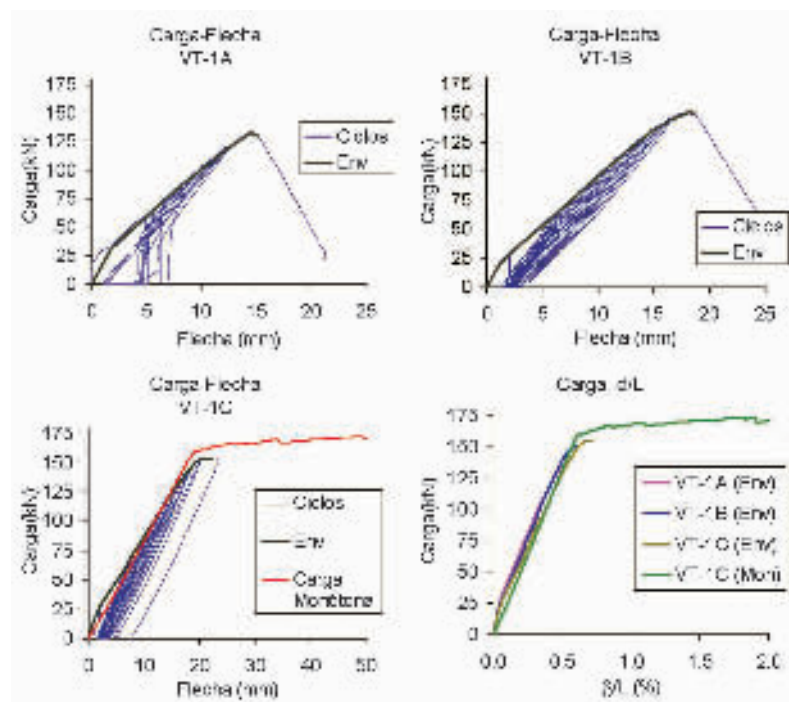 Carga-Flecha
VT-1A
175
150
125
100
75
50
25
0
Carga(kN)
Ciclos
Env
0 5 10 15 20 25
Flecha (mm)
Carga-Flecha
VT-1B
175
150
125
100
75
50
25
0
Carga(kN)
Ciclos
Env
0 5 10 15 20 25
Flecha (mm)
Carga-Flecha
VT-1C
175
150
125
100
75
50
25
0
Carga(kN)
Ciclos
Env
Carga
Monótona
0 10 20 30 40 50
Flecha (mm)
Carga d/L
175
150
125
100
75
50
25
0
Carga(kN)
VT-1A (Env)
VT-1B (Env)
VT-1C (Env)
VT-1C (Mon)
0.0 0.5 1.0 1.5 2.0
β/L (%)